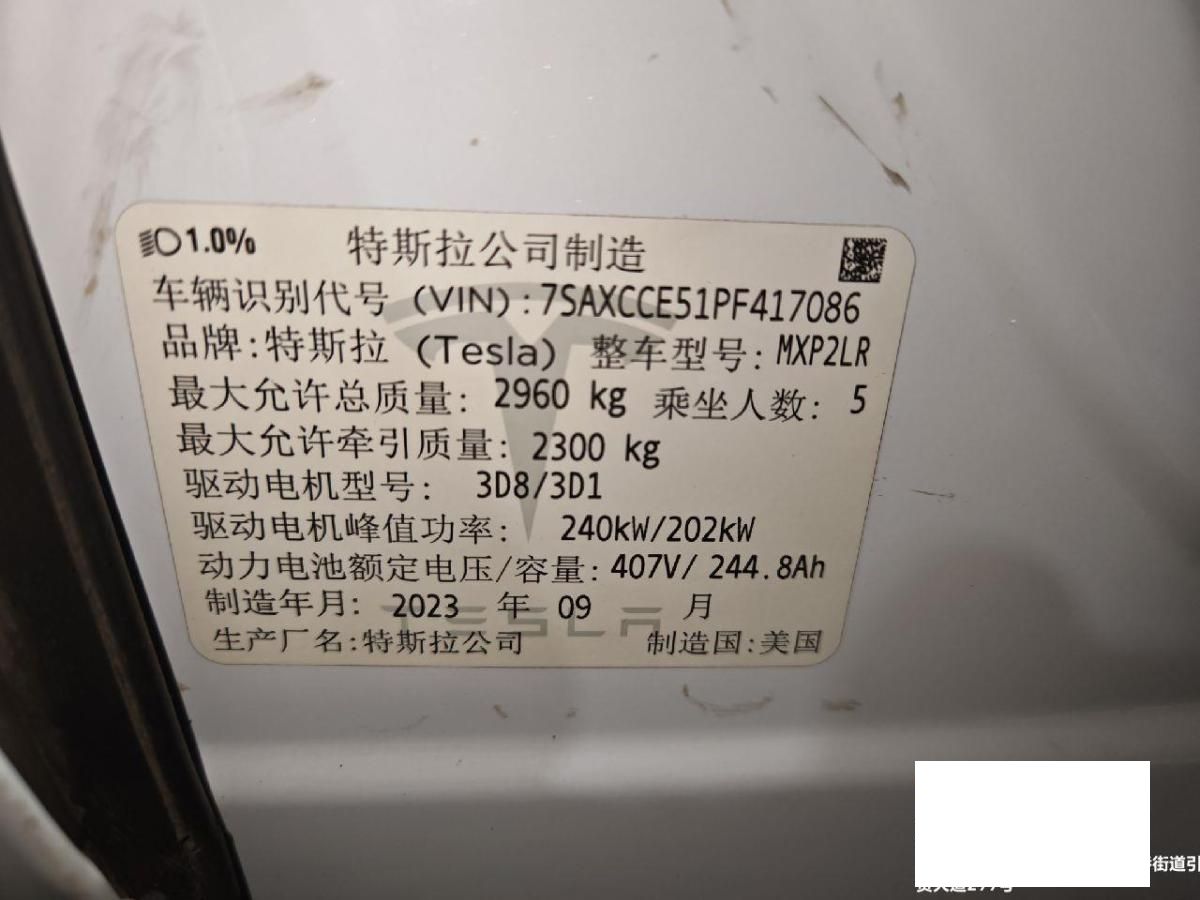 1.0% 特斯拉公司制造
车辆识别代号 (VIN):7SAXCCE51PF417086
品牌:特斯拉 (Tesla) 整车型号: MXP2LR
最大允许总质量: 2960 kg 乘坐人数: 5
最大允许牵引质量: 2300 kg
驱动电机型号: 3D8/3D1
驱动电机峰值功率: 240kW/202kW
动力电池额定电压/容量: 407V/ 244.8Ah
制造年月: 2023 年 09 月
TESLA
生产厂名:特斯拉公司 制造国:美国
街道引